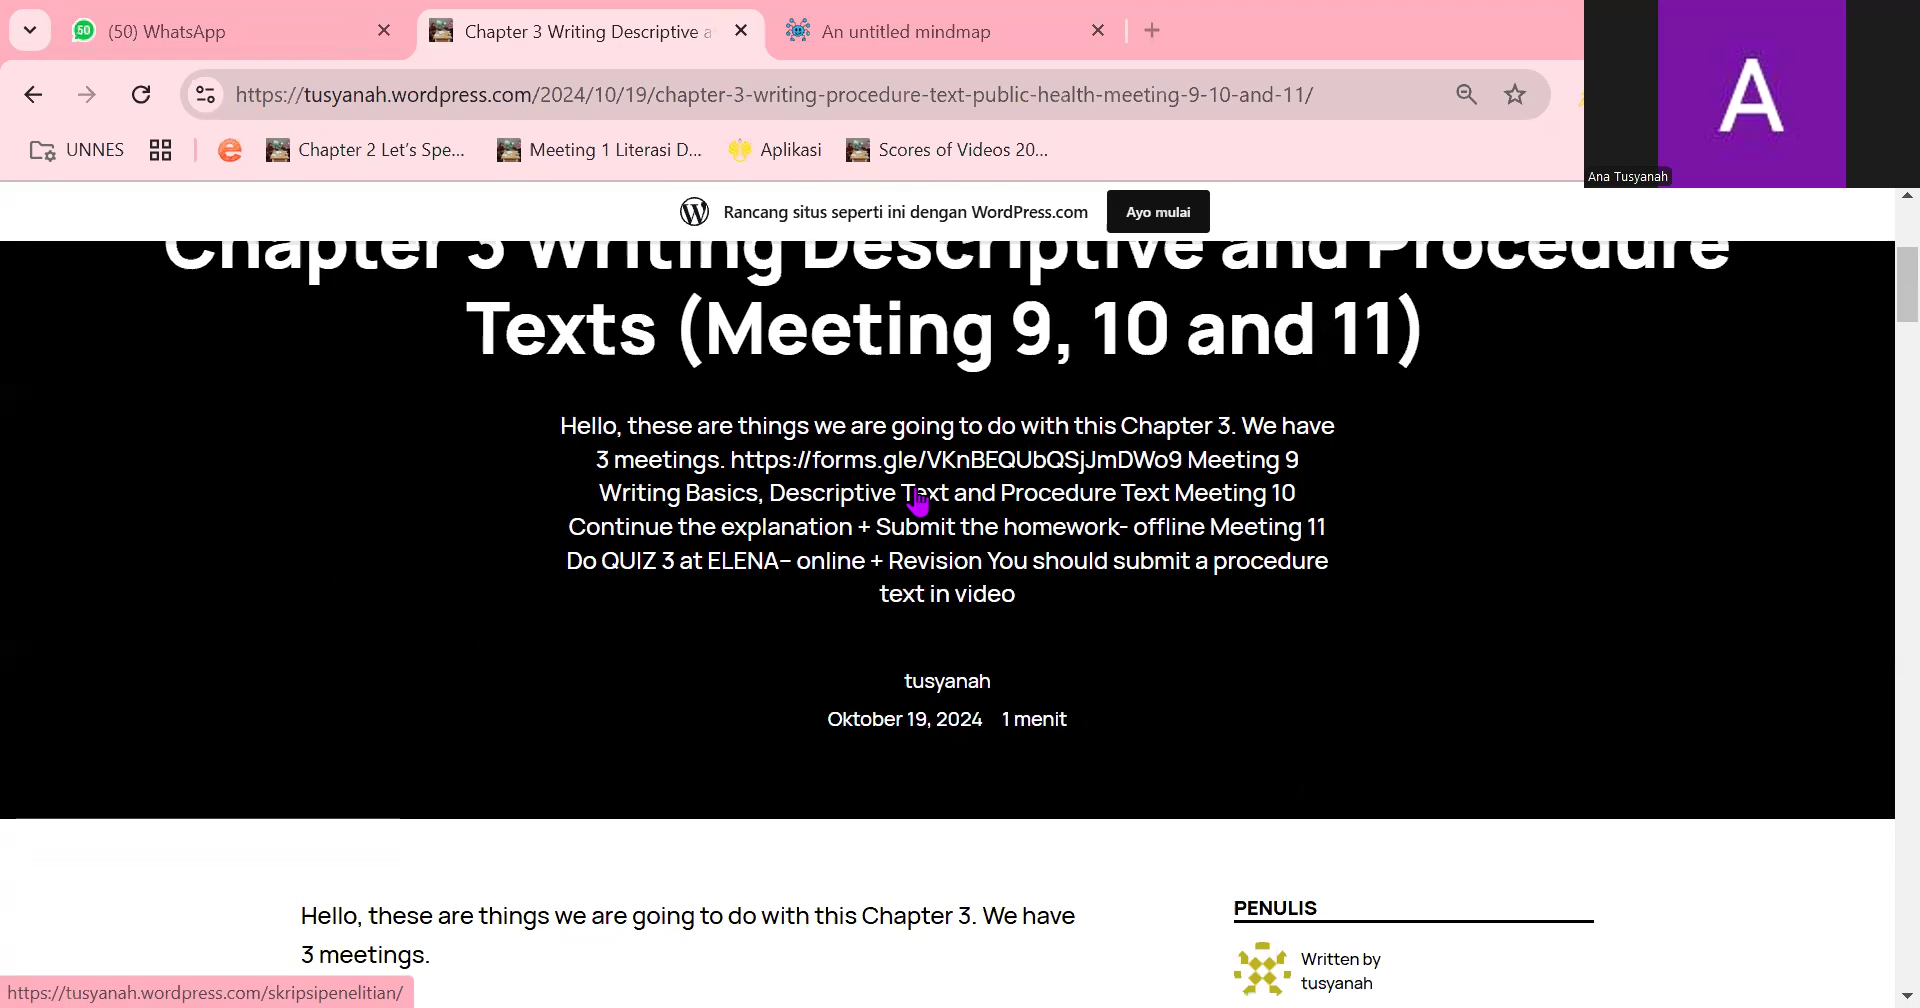 (50) WhatsApp
Chapter 3 Writing Descriptive a
An untitled mindmap
https://tusyanah.wordpress.com/2024/10/19/chapter-3-writing-procedure-text-public-health-meeting-9-10-and-11/
UNNES
Chapter 2 Let's Spe...
Meeting 1 Literasi D...
Aplikasi
Scores of Videos 20...
A
Ana Tusyanah
Rancang situs seperti ini dengan WordPress.com
Ayo mulai
Chapter 3 Writing Descriptive and Procedure
Texts (Meeting 9, 10 and 11)
Hello, these are things we are going to do with this Chapter 3. We have
3 meetings. https://forms.gle/VKnBEQUbQSjJmDWo9 Meeting 9
Writing Basics, Descriptive Text and Procedure Text Meeting 10
Continue the explanation + Submit the homework- offline Meeting 11
Do QUIZ 3 at ELENA– online + Revision You should submit a procedure
text in video
tusyanah
Oktober 19, 2024 1 menit
Hello, these are things we are going to do with this Chapter 3. We have
3 meetings.
PENULIS
Written by
tusyanah
https://tusyanah.wordpress.com/skripsipenelitian/